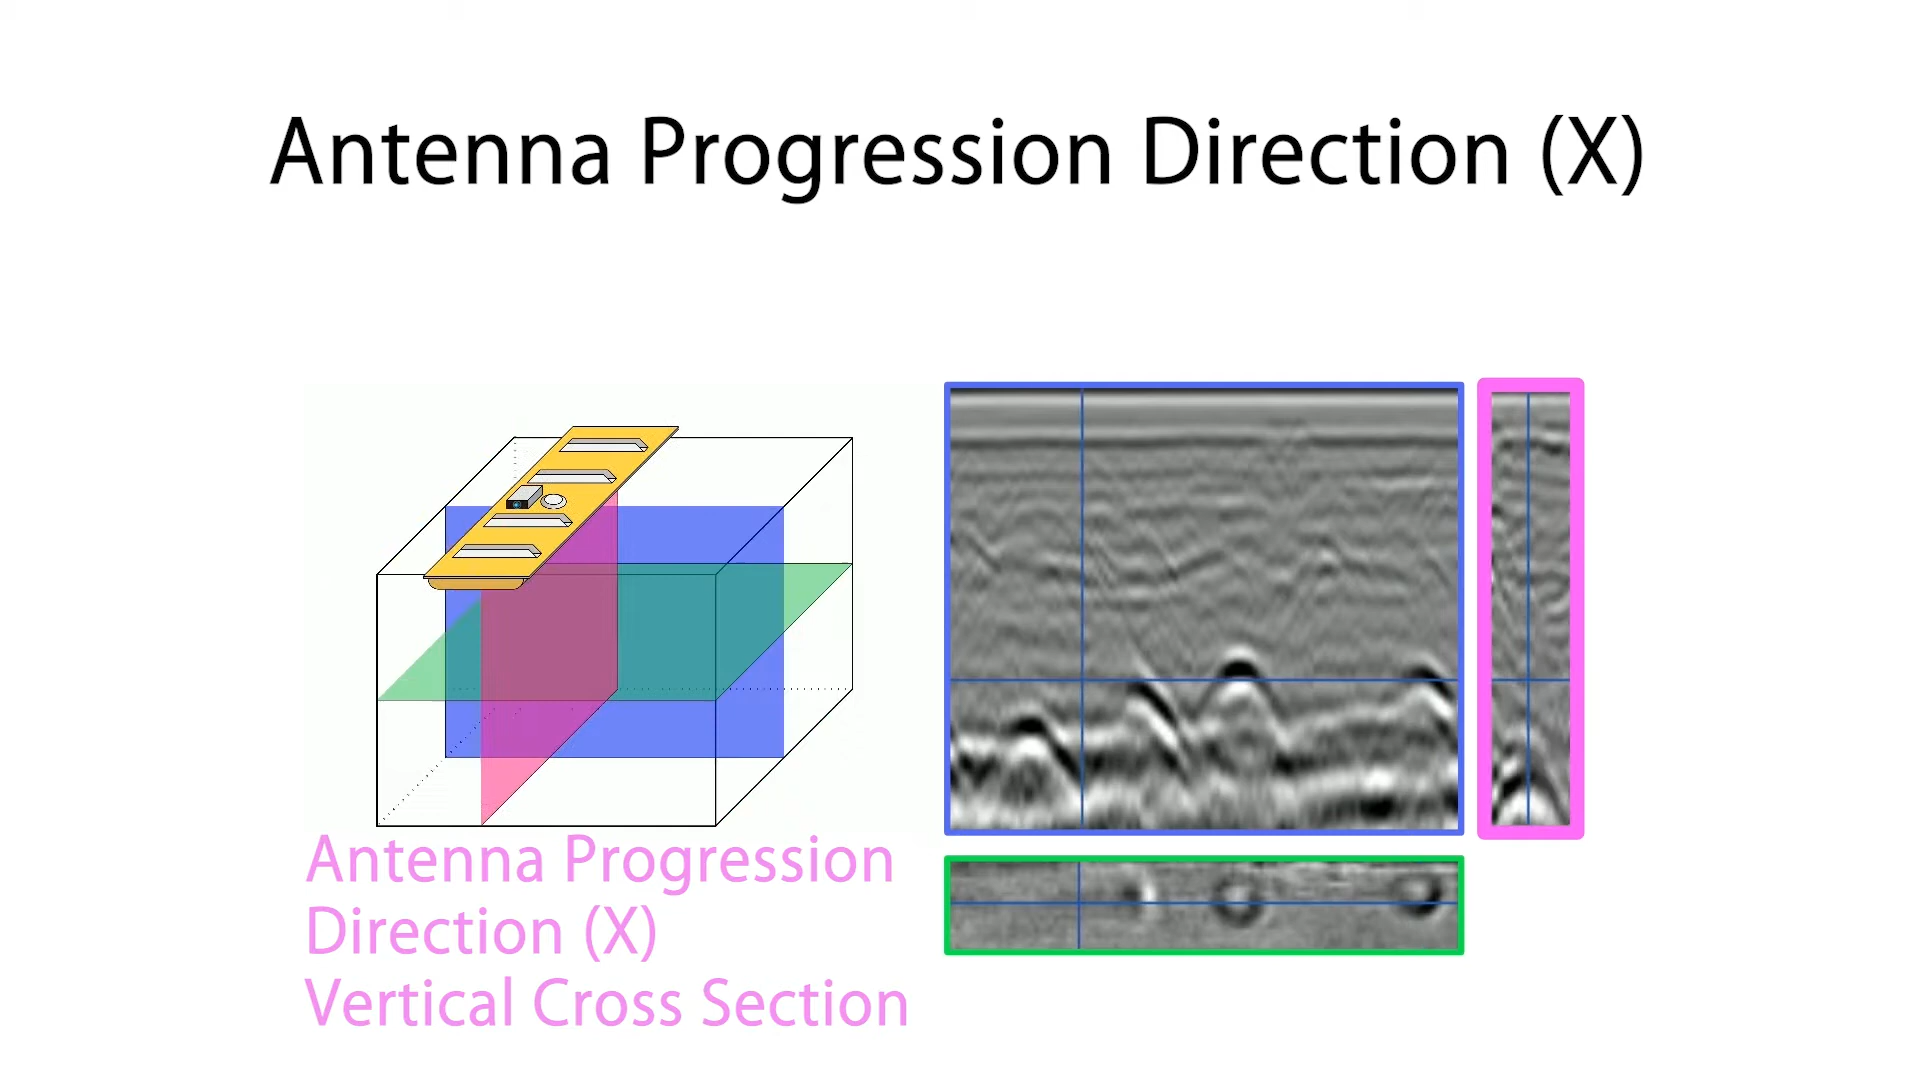 Antenna Progression Direction (X)
Antenna Progression
Direction (X)
Vertical Cross Section